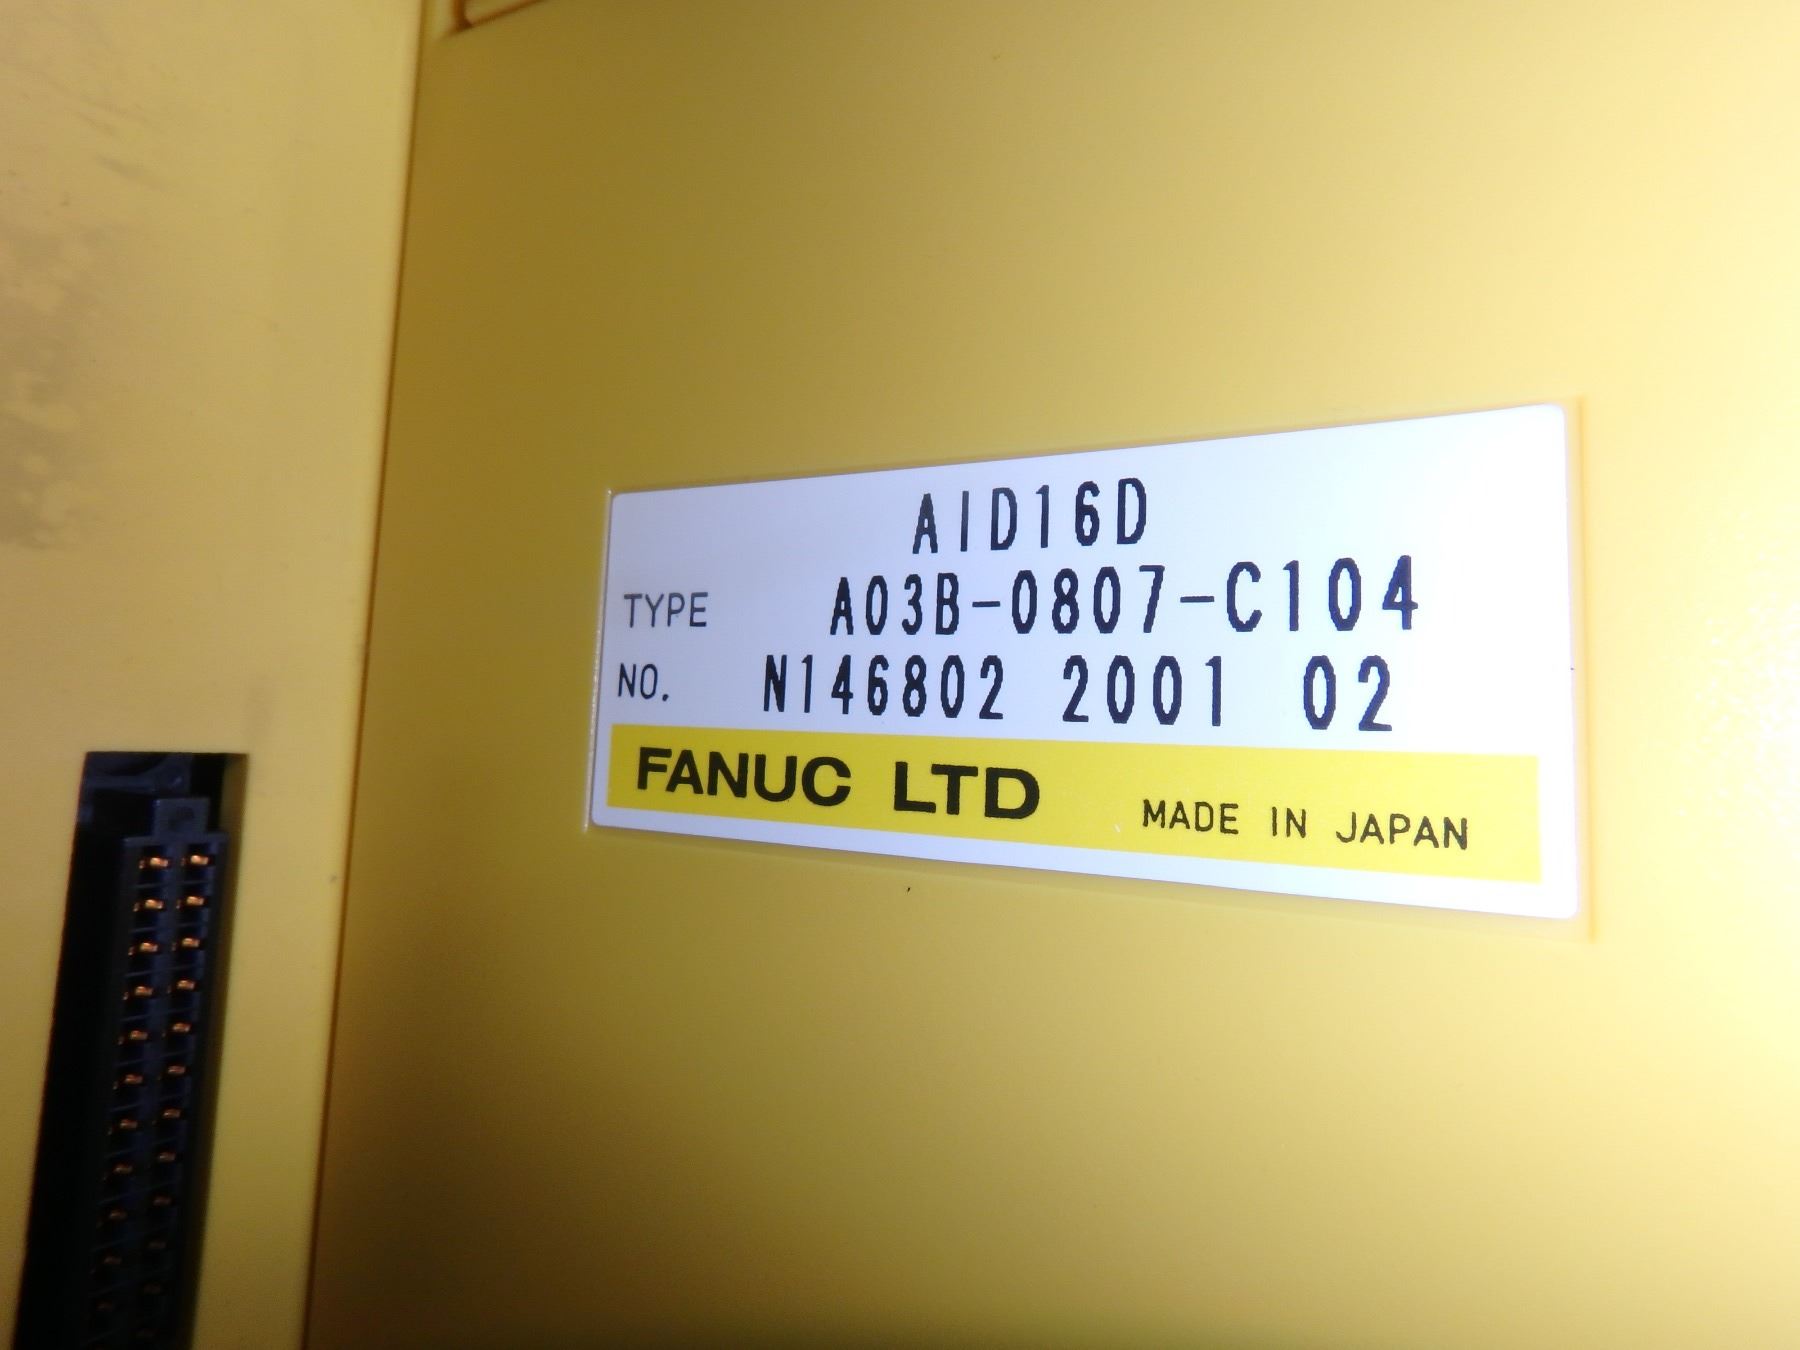 AID16D
TYPE A03B-0807-C104
NO. N146802 2001 02
FANUC LTD MADE IN JAPAN